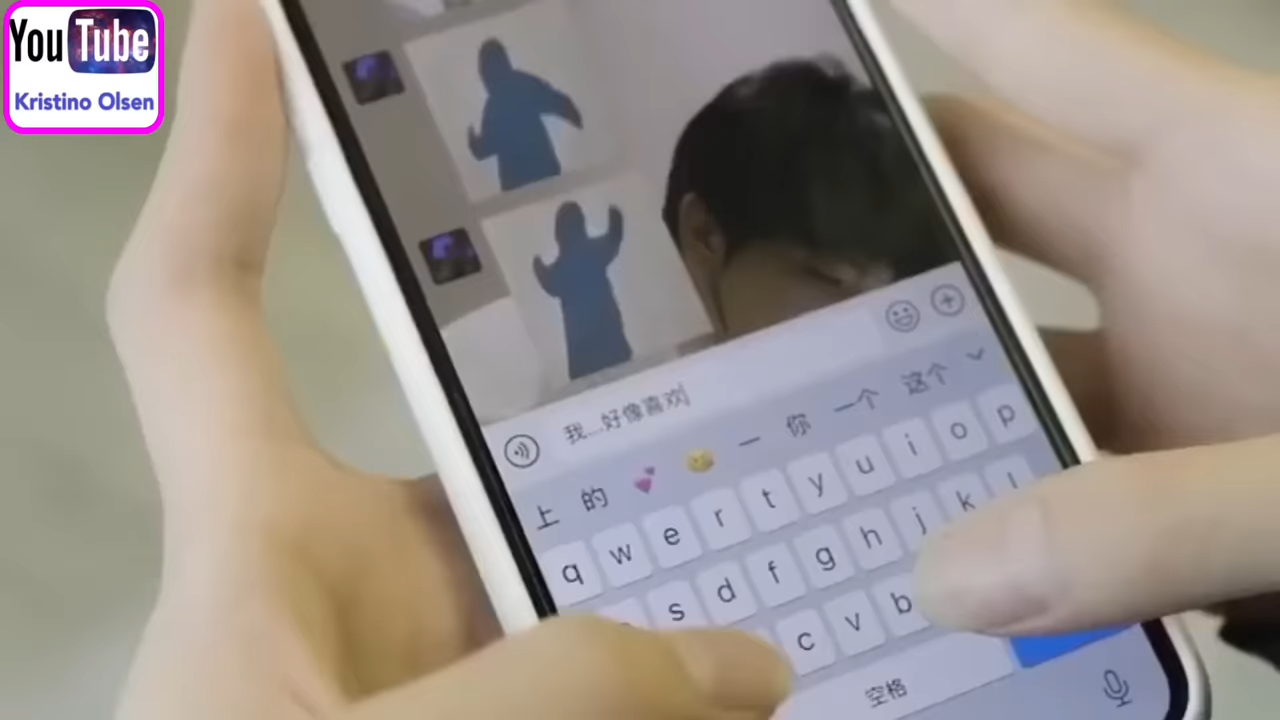 YouTube
Kristino Olsen
我...好像喜欢
上 的 一 你 一个 这个
q w e r t y u i o p
s d f g h j k l
c v b
空格